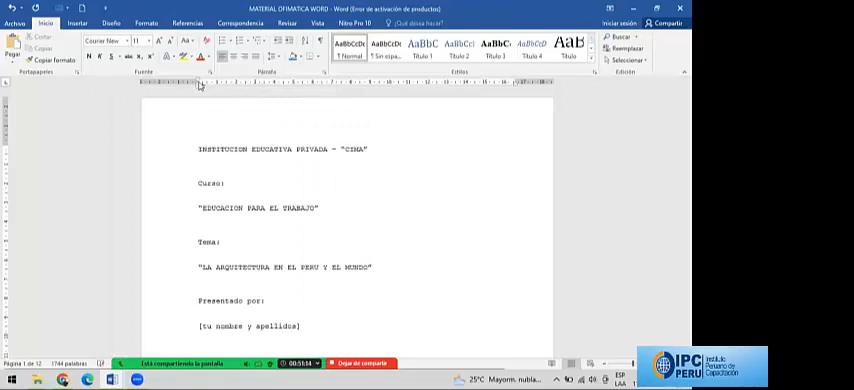 MATERIAL OFIMATICA WORD - Word (Error de activación de productos)
Archivo Inicio Insertar Diseño Formato Referencias Correspondencia Revisar Vista Nitro Pro 10 ¿Qué desea hacer? Iniciar sesión Compartir
Pegar
Cortar
Copiar
Copiar formato
Portapapeles
Courier New 11
N K S abc
Fuente
Párrafo
AaBbCcDc AaBbCcDc AaBbC AaBbCc AaBbC AaBbCcD AaB
¶ Normal ¶ Sin espa... Título 1 Título 2 Título 3 Título 4 Título
Estilos
Buscar
Reemplazar
Seleccionar
Edición
INSTITUCION EDUCATIVA PRIVADA – "CIMA"
Curso:
"EDUCACION PARA EL TRABAJO"
Tema:
"LA ARQUITECTURA EN EL PERU Y EL MUNDO"
Presentado por:
[tu nombre y apellidos]
Página 1 de 12 1744 palabras
Está compartiendo la pantalla 00:51:14 Dejar de compartir
25°C Mayorm. nubla...
ESP
LAA
IPC
PERÚ
Instituto
Peruano de
Capacitación